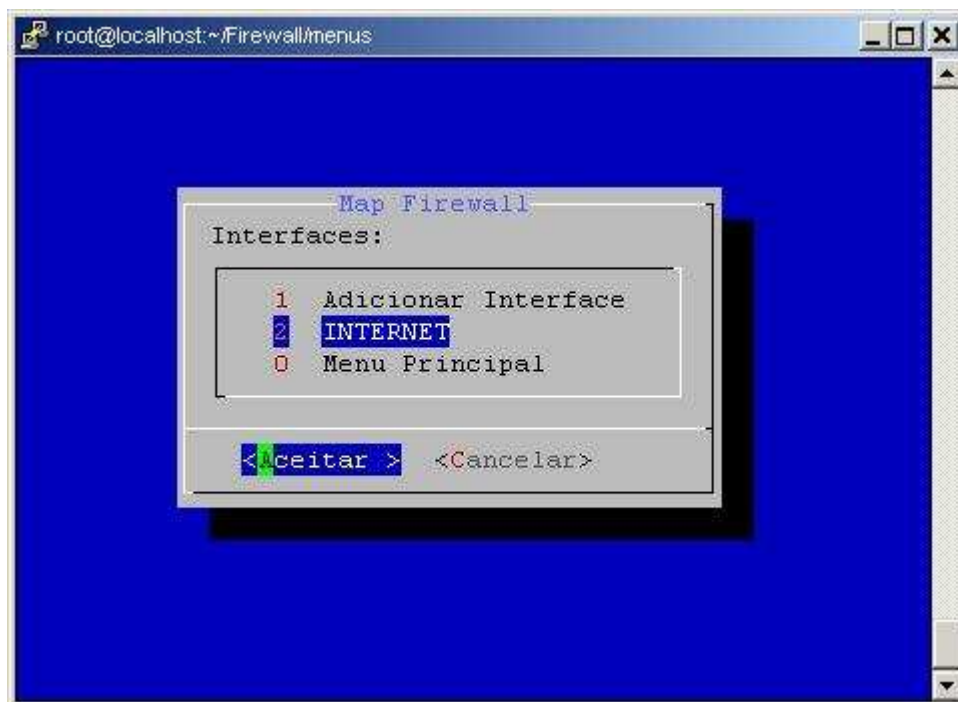 root@localhost:~/Firewall/menus
Map Firewall
Interfaces:
1 Adicionar Interface
2 INTERNET
0 Menu Principal
<Aceitar > <Cancelar>